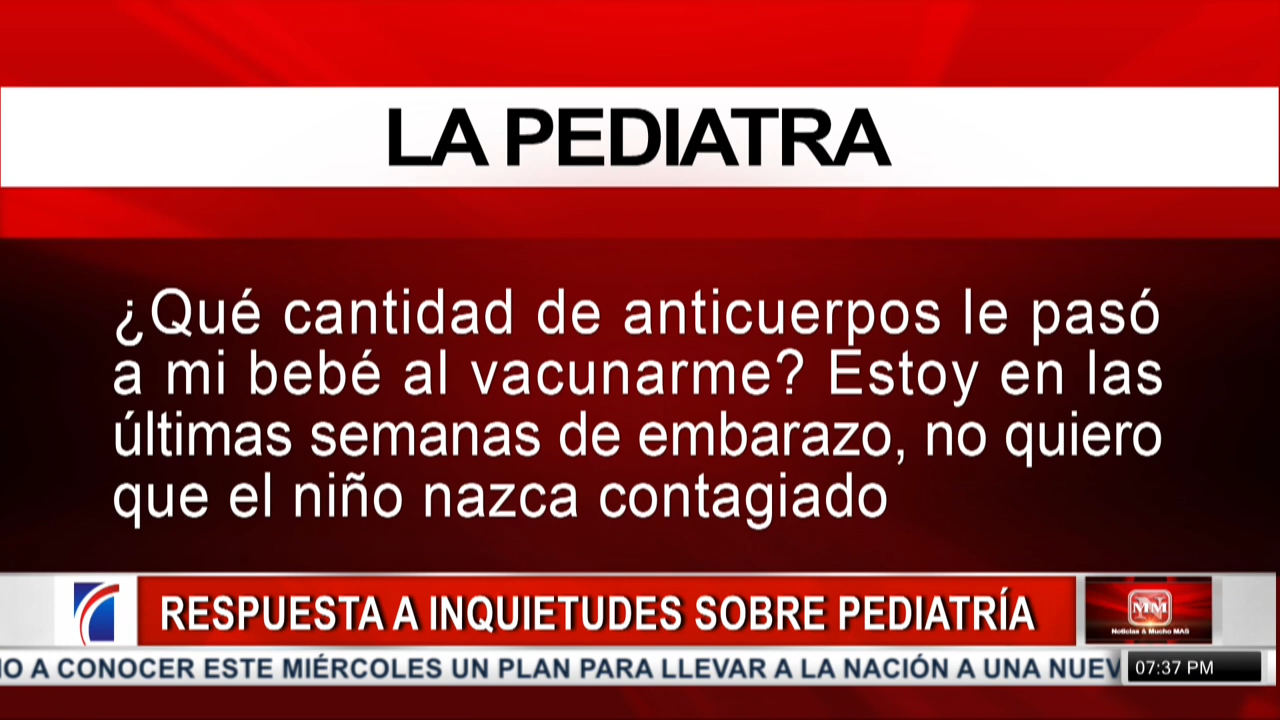 LA PEDIATRA
¿Qué cantidad de anticuerpos le pasó
a mi bebé al vacunarme? Estoy en las
últimas semanas de embarazo, no quiero
que el niño nazca contagiado
RESPUESTA A INQUIETUDES SOBRE PEDIATRÍA
MN
Noticias & Mucho MAS
O A CONOCER ESTE MIÉRCOLES UN PLAN PARA LLEVAR A LA NACIÓN A UNA NUEV
07:37 PM